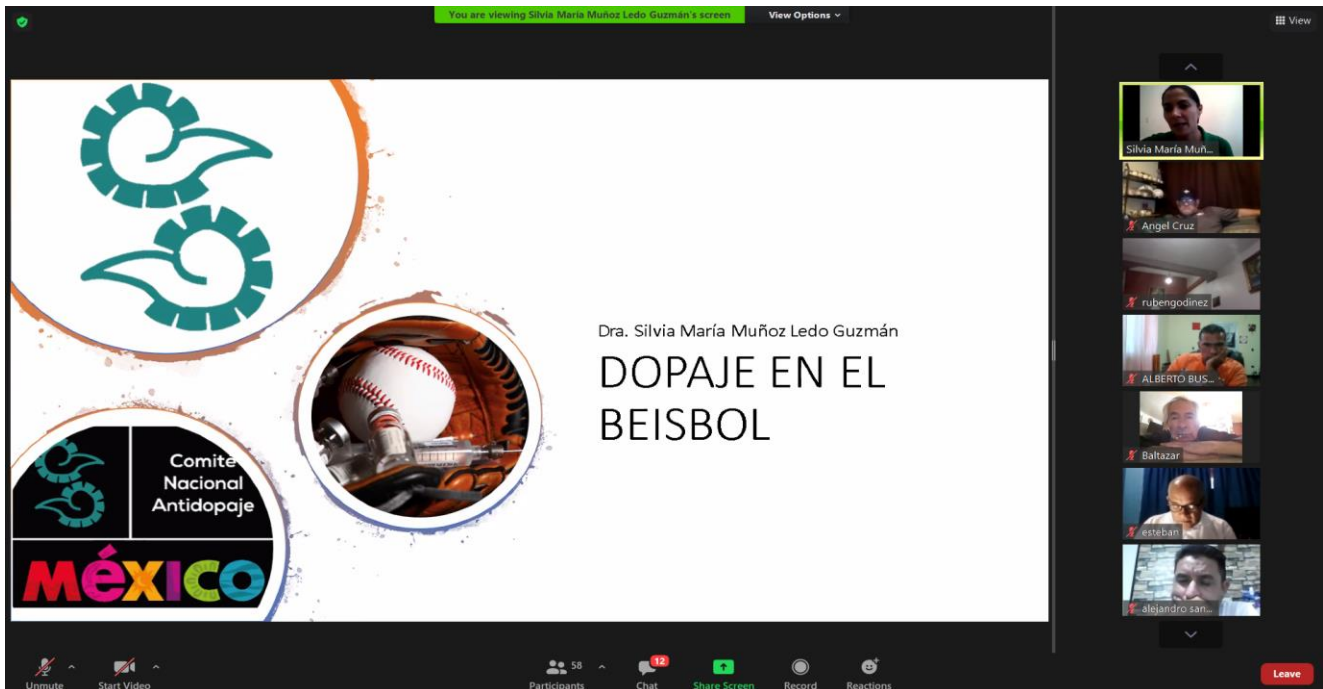 You are viewing Silvia María Muñoz Ledo Guzmán's screen
View Options
View
Dra. Silvia María Muñoz Ledo Guzmán
DOPAJE EN EL
BEISBOL
Comité
Nacional
Antidopaje
MéXICO
Silvia María Muñ...
Angel Cruz
rubengodinez
ALBERTO BUS...
Baltazar
esteban
alejandro san...
Unmute
Start Video
58
Participants
12
Chat
Share Screen
Record
Reactions
Leave